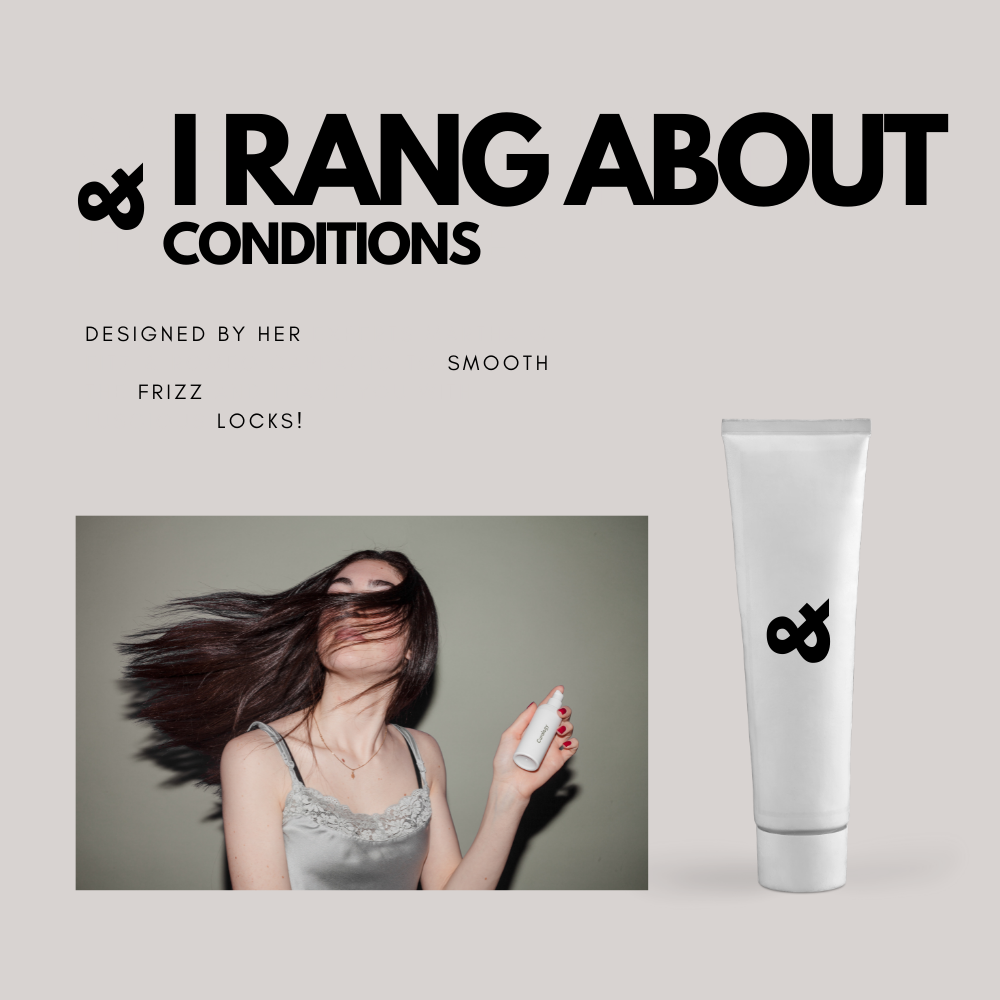 & I RANG ABOUT
CONDITIONS
DESIGNED BY HER
SMOOTH
FRIZZ
LOCKS!
&